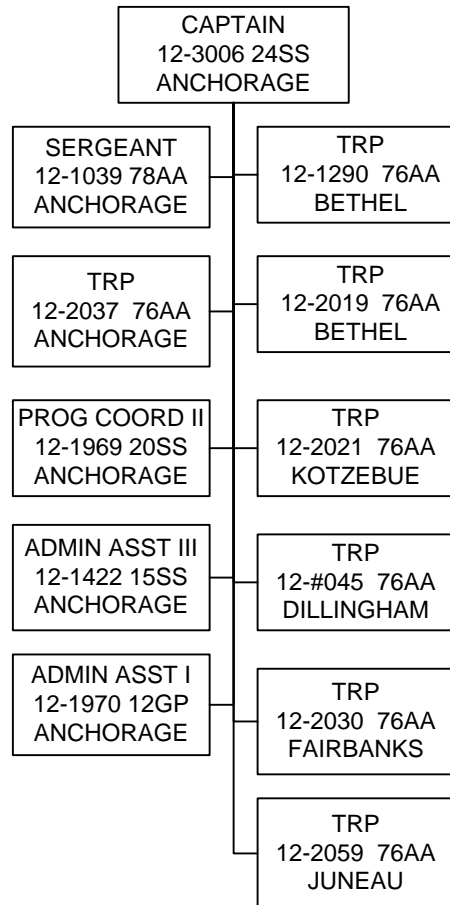 CAPTAIN
12-3006 24SS
ANCHORAGE
SERGEANT
12-1039 78AA
ANCHORAGE
TRP
12-1290 76AA
BETHEL
TRP
12-2037 76AA
ANCHORAGE
TRP
12-2019 76AA
BETHEL
PROG COORD II
12-1969 20SS
ANCHORAGE
TRP
12-2021 76AA
KOTZEBUE
ADMIN ASST III
12-1422 15SS
ANCHORAGE
TRP
12-#045 76AA
DILLINGHAM
ADMIN ASST I
12-1970 12GP
ANCHORAGE
TRP
12-2030 76AA
FAIRBANKS
TRP
12-2059 76AA
JUNEAU